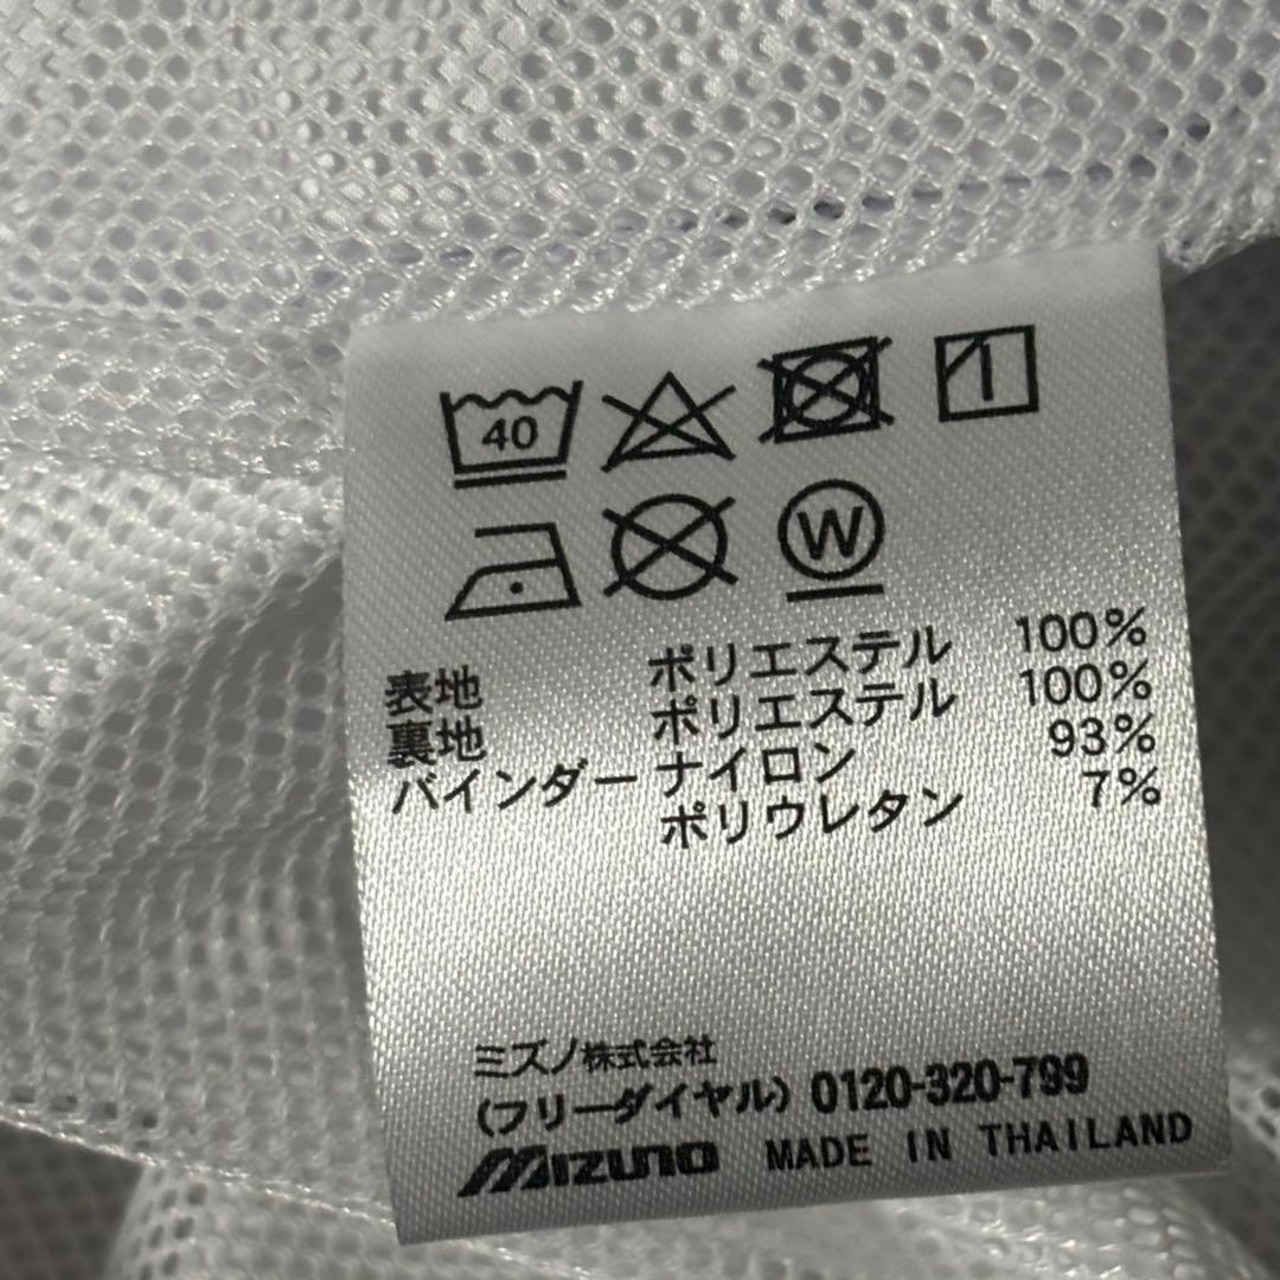 40
W
表地 ポリエステル 100%
裏地 ポリエステル 100%
バインダー ナイロン 93%
ポリウレタン 7%
ミズノ株式会社
(フリーダイヤル) 0120-320-799
MIZUNO MADE IN THAILAND